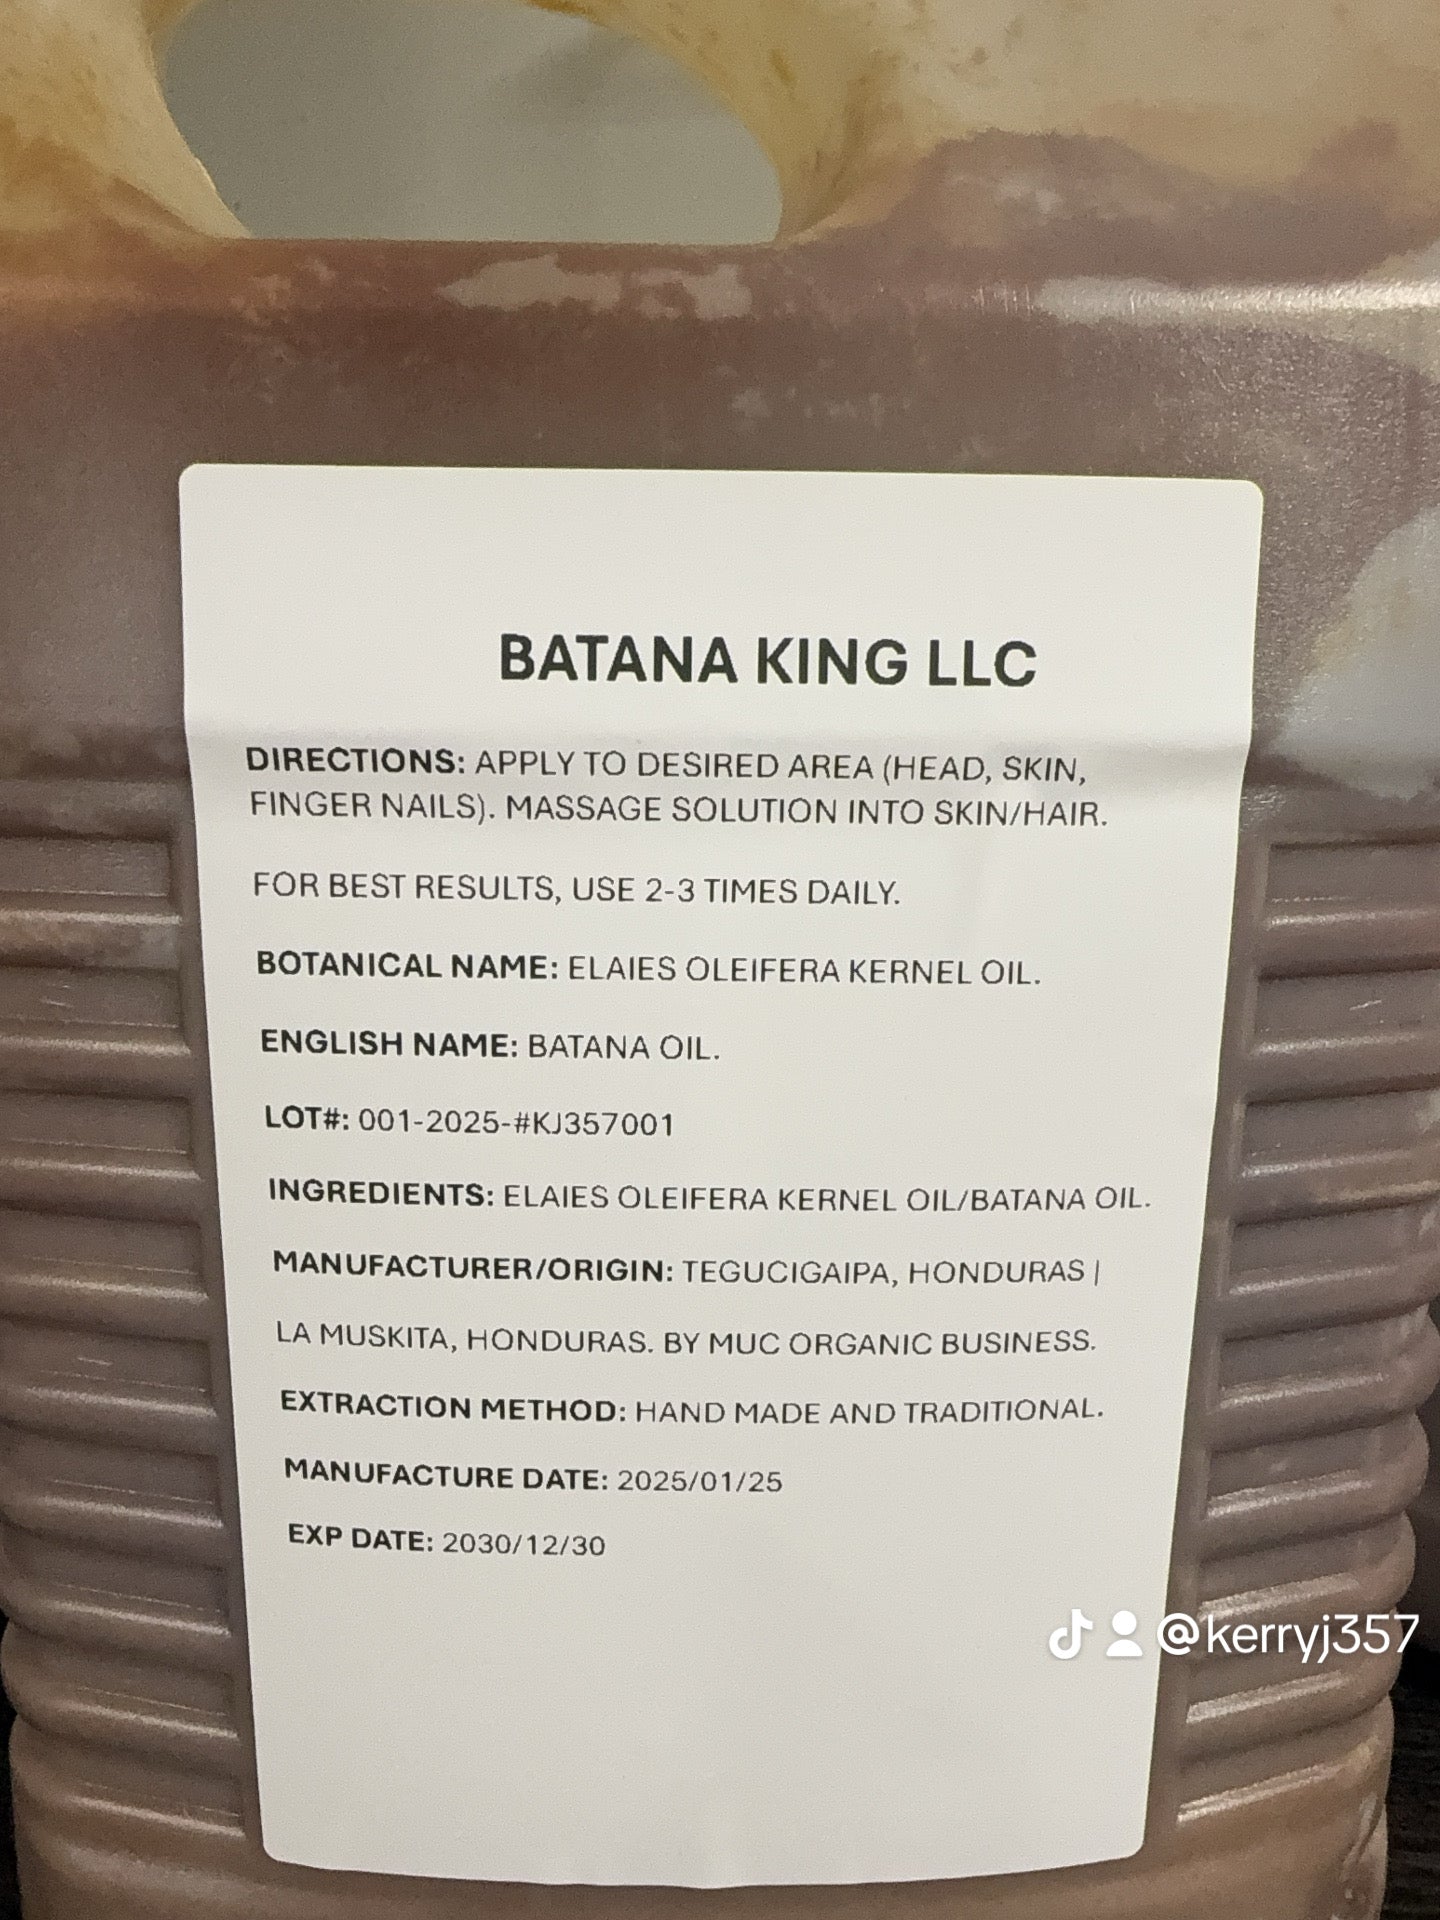 BATANA KING LLC
DIRECTIONS: APPLY TO DESIRED AREA (HEAD, SKIN,
FINGER NAILS). MASSAGE SOLUTION INTO SKIN/HAIR.
FOR BEST RESULTS, USE 2-3 TIMES DAILY.
BOTANICAL NAME: ELAIES OLEIFERA KERNEL OIL.
ENGLISH NAME: BATANA OIL.
LOT#: 001-2025-#KJ357001
INGREDIENTS: ELAIES OLEIFERA KERNEL OIL/BATANA OIL.
MANUFACTURER/ORIGIN: TEGUCIGAIPA, HONDURAS |
LA MUSKITA, HONDURAS. BY MUC ORGANIC BUSINESS.
EXTRACTION METHOD: HAND MADE AND TRADITIONAL.
MANUFACTURE DATE: 2025/01/25
EXP DATE: 2030/12/30
@kerryj357